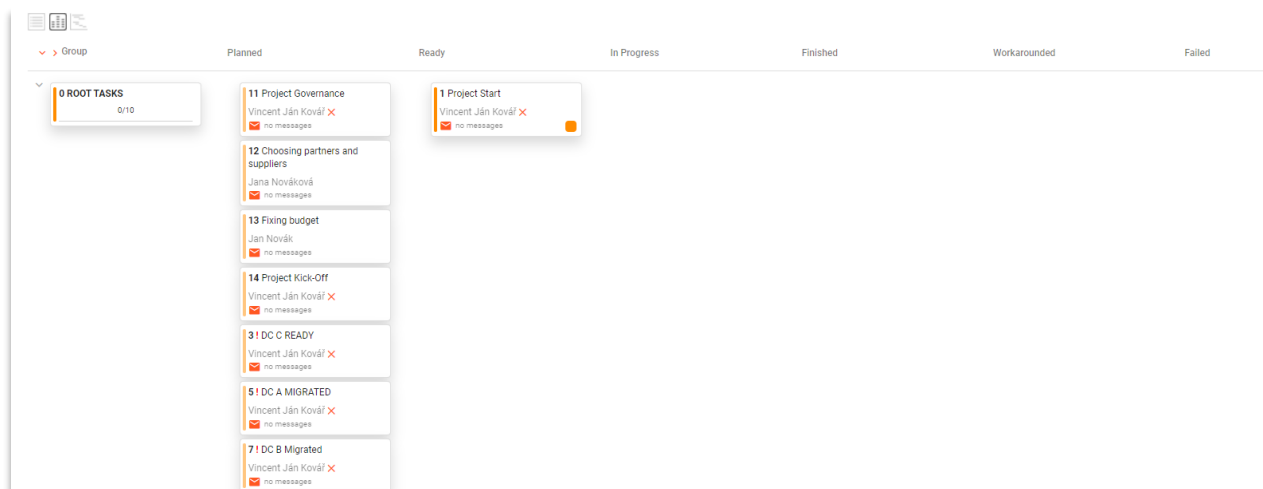 Group Planned Ready In Progress Finished Workarounded Failed
0 ROOT TASKS
0/10
11 Project Governance
Vincent Ján Kovář
no messages
12 Choosing partners and
suppliers
Jana Nováková
no messages
13 Fixing budget
Jan Novák
no messages
14 Project Kick-Off
Vincent Ján Kovář
no messages
3 ! DC C READY
Vincent Ján Kovář
no messages
5 ! DC A MIGRATED
Vincent Ján Kovář
no messages
7 ! DC B Migrated
Vincent Ján Kovář
no messages
1 Project Start
Vincent Ján Kovář
no messages